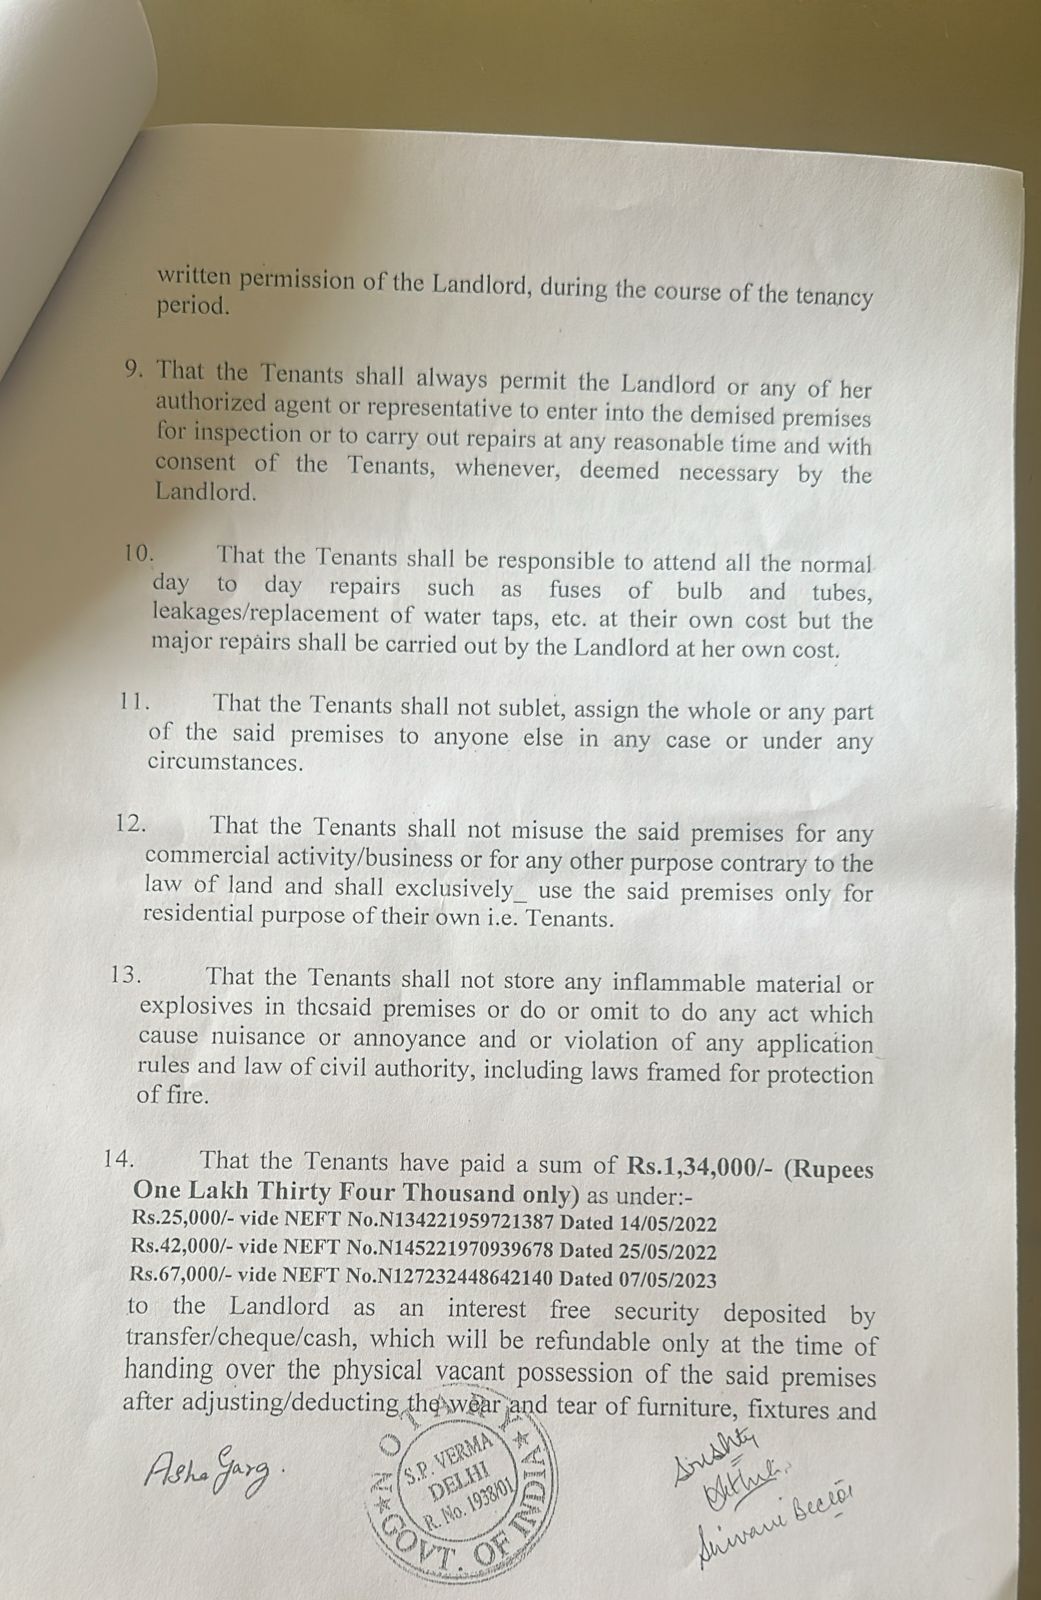 written permission of the Landlord, during the course of the tenancy
period.
9. That the Tenants shall always permit the Landlord or any of her
authorized agent or representative to enter into the demised premises
for inspection or to carry out repairs at any reasonable time and with
consent of the Tenants, whenever, deemed necessary by the
Landlord.
10. That the Tenants shall be responsible to attend all the normal
day to day repairs such as fuses of bulb and tubes,
leakages/replacement of water taps, etc. at their own cost but the
major repairs shall be carried out by the Landlord at her own cost.
11. That the Tenants shall not sublet, assign the whole or any part
of the said premises to anyone else in any case or under any
circumstances.
12. That the Tenants shall not misuse the said premises for any
commercial activity/business or for any other purpose contrary to the
law of land and shall exclusively_ use the said premises only for
residential purpose of their own i.e. Tenants.
13. That the Tenants shall not store any inflammable material or
explosives in thcsaid premises or do or omit to do any act which
cause nuisance or annoyance and or violation of any application
rules and law of civil authority, including laws framed for protection
of fire.
14. That the Tenants have paid a sum of Rs.1,34,000/- (Rupees
One Lakh Thirty Four Thousand only) as under:-
Rs.25,000/- vide NEFT No.N134221959721387 Dated 14/05/2022
Rs.42,000/- vide NEFT No.N145221970939678 Dated 25/05/2022
Rs.67,000/- vide NEFT No.N127232448642140 Dated 07/05/2023
to the Landlord as an interest free security deposited by
transfer/cheque/cash, which will be refundable only at the time of
handing over the physical vacant possession of the said premises
after adjusting/deducting the wear and tear of furniture, fixtures and
Asha Garg.
NOTARY
S.P. VERMA
DELHI
R. No. 1938/01
GOVT. OF INDIA
Srushty
Shivani